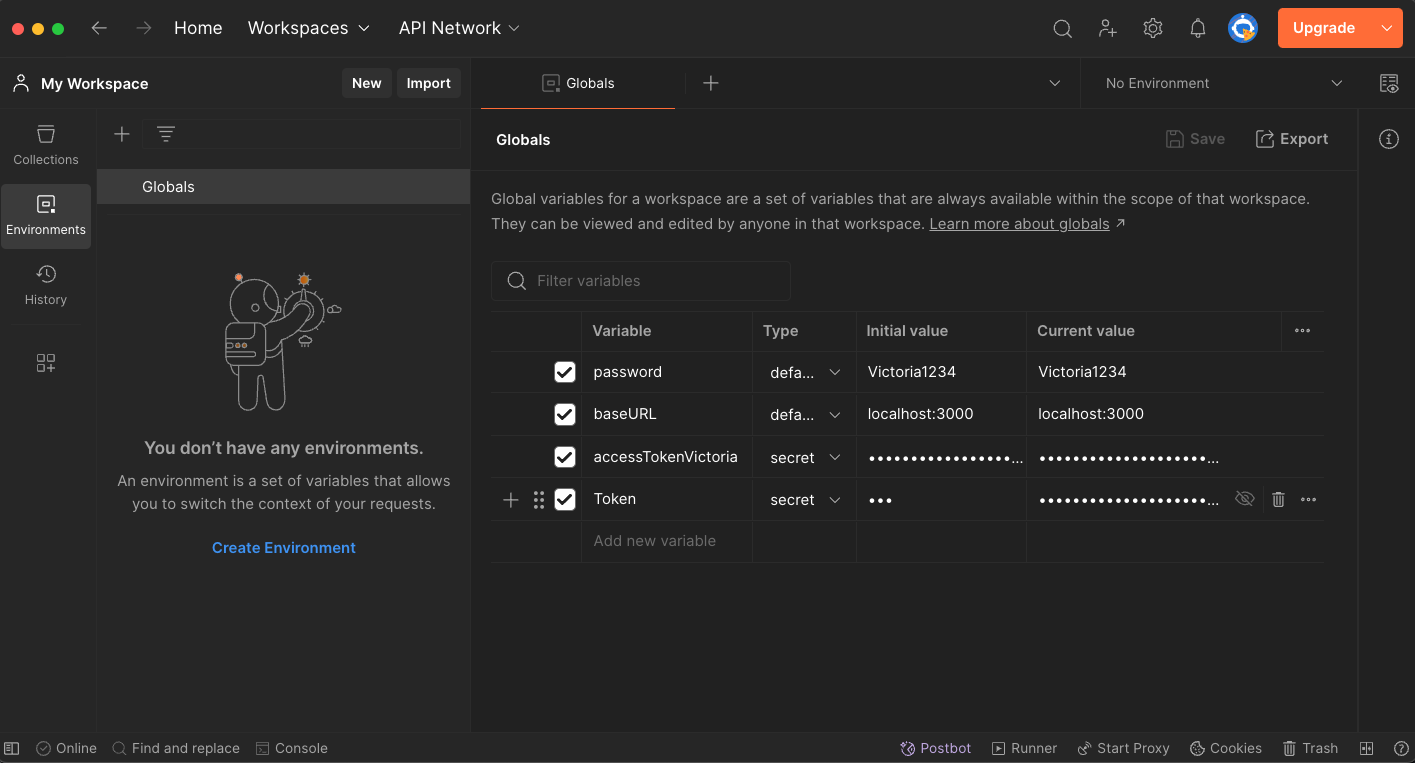 Home Workspaces API Network Upgrade
My Workspace New Import Globals No Environment
Collections
Environments
History
Globals
You don’t have any environments.
An environment is a set of variables that allows
you to switch the context of your requests.
Create Environment
Globals Save Export
Global variables for a workspace are a set of variables that are always available within the scope of that workspace.
They can be viewed and edited by anyone in that workspace. Learn more about globals ↗
Filter variables
Variable Type Initial value Current value
password defa... Victoria1234 Victoria1234
baseURL defa... localhost:3000 localhost:3000
accessTokenVictoria secret •••••••••••••••••... ••••••••••••••••••••...
Token secret ••• ••••••••••••••••••••...
Add new variable
Online Find and replace Console Postbot Runner Start Proxy Cookies Trash